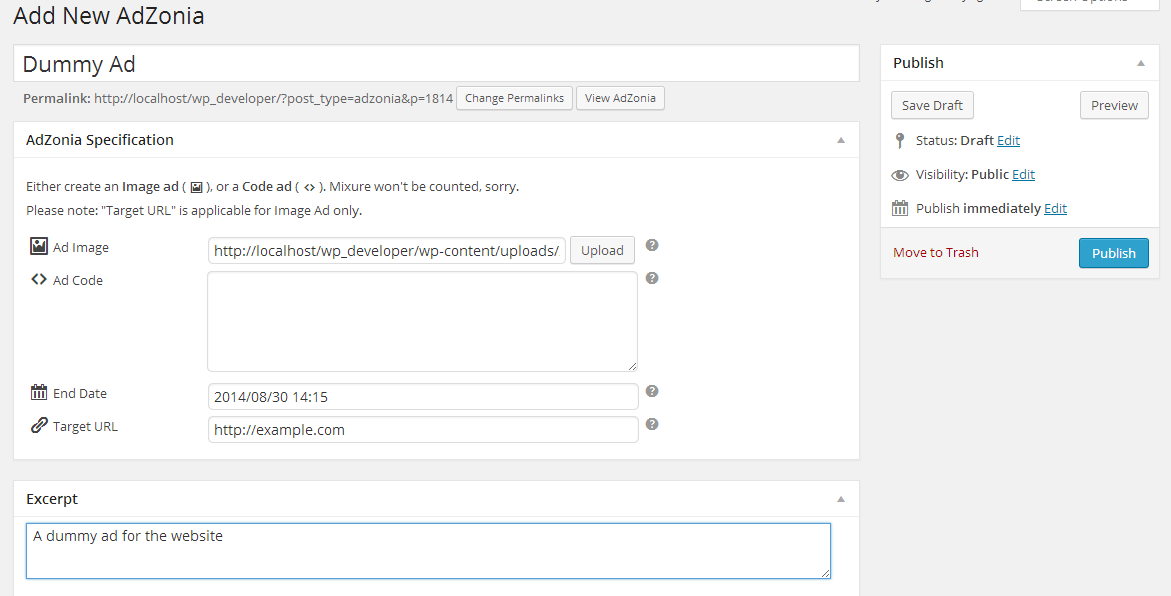 Add New AdZonia
Dummy Ad
Permalink: http://localhost/wp_developer/?post_type=adzonia&p=1814 Change Permalinks View AdZonia
AdZonia Specification
Either create an Image ad ( ), or a Code ad ( <> ). Mixure won't be counted, sorry.
Please note: "Target URL" is applicable for Image Ad only.
Ad Image http://localhost/wp_developer/wp-content/uploads/ Upload ?
<> Ad Code ?
End Date 2014/08/30 14:15 ?
Target URL http://example.com ?
Excerpt
A dummy ad for the website
Publish
Save Draft Preview
Status: Draft Edit
Visibility: Public Edit
Publish immediately Edit
Move to Trash Publish